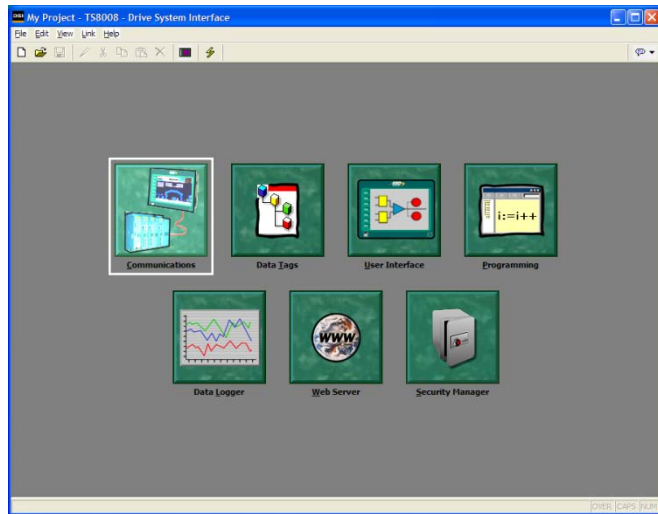 My Project - TS8008 - Drive System Interface
File Edit View Link Help
Communications
Data Tags
User Interface
i:=i++
Programming
Data Logger
WWW
Web Server
Security Manager
OVER CAPS NUM